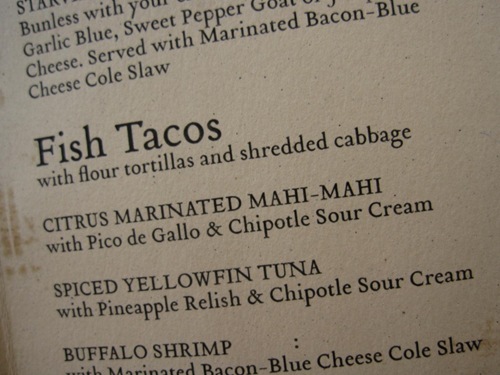 Bunless with your
Garlic Blue, Sweet Pepper Goat or
Cheese. Served with Marinated Bacon-Blue
Cheese Cole Slaw
Fish Tacos
with flour tortillas and shredded cabbage
CITRUS MARINATED MAHI-MAHI
with Pico de Gallo & Chipotle Sour Cream
SPICED YELLOWFIN TUNA
with Pineapple Relish & Chipotle Sour Cream
BUFFALO SHRIMP
with Marinated Bacon-Blue Cheese Cole Slaw